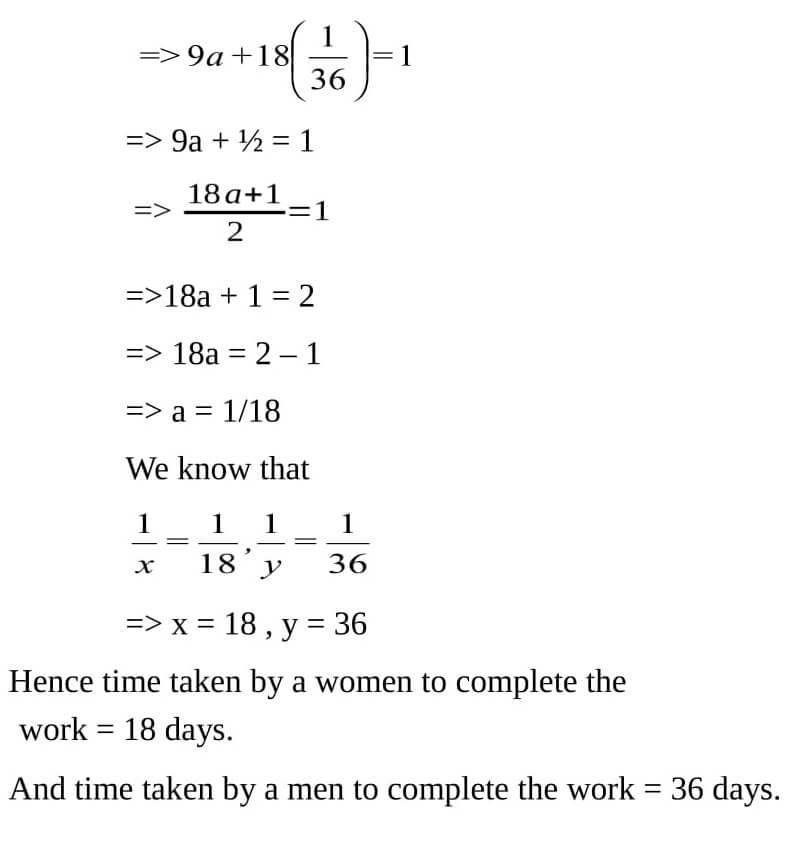 => 9a + 18(1/36) = 1
=> 9a + ½ = 1
=> (18a+1)/2 = 1
=>18a + 1 = 2
=> 18a = 2 – 1
=> a = 1/18
We know that
1/x = 1/18 , 1/y = 1/36
=> x = 18 , y = 36
Hence time taken by a women to complete the
work = 18 days.
And time taken by a men to complete the work = 36 days.